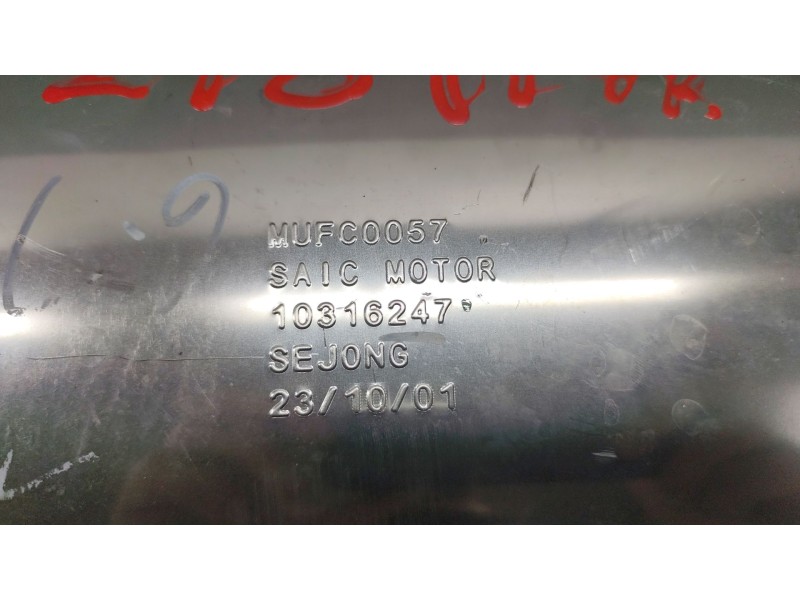 MUFC0057
SAIC MOTOR
10316247
SEJONG
23/10/01